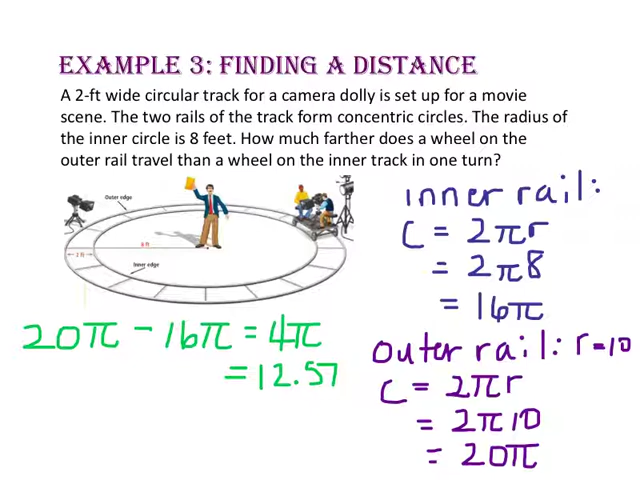 EXAMPLE 3: FINDING A DISTANCE
A 2-ft wide circular track for a camera dolly is set up for a movie
scene. The two rails of the track form concentric circles. The radius of
the inner circle is 8 feet. How much farther does a wheel on the
outer rail travel than a wheel on the inner track in one turn?
inner rail:
C = 2πr
= 2π8
= 16π
Outer edge
2 ft
Inner edge
20π - 16π = 4π
= 12.57
outer rail: r=10
C = 2πr
= 2π10
= 20π